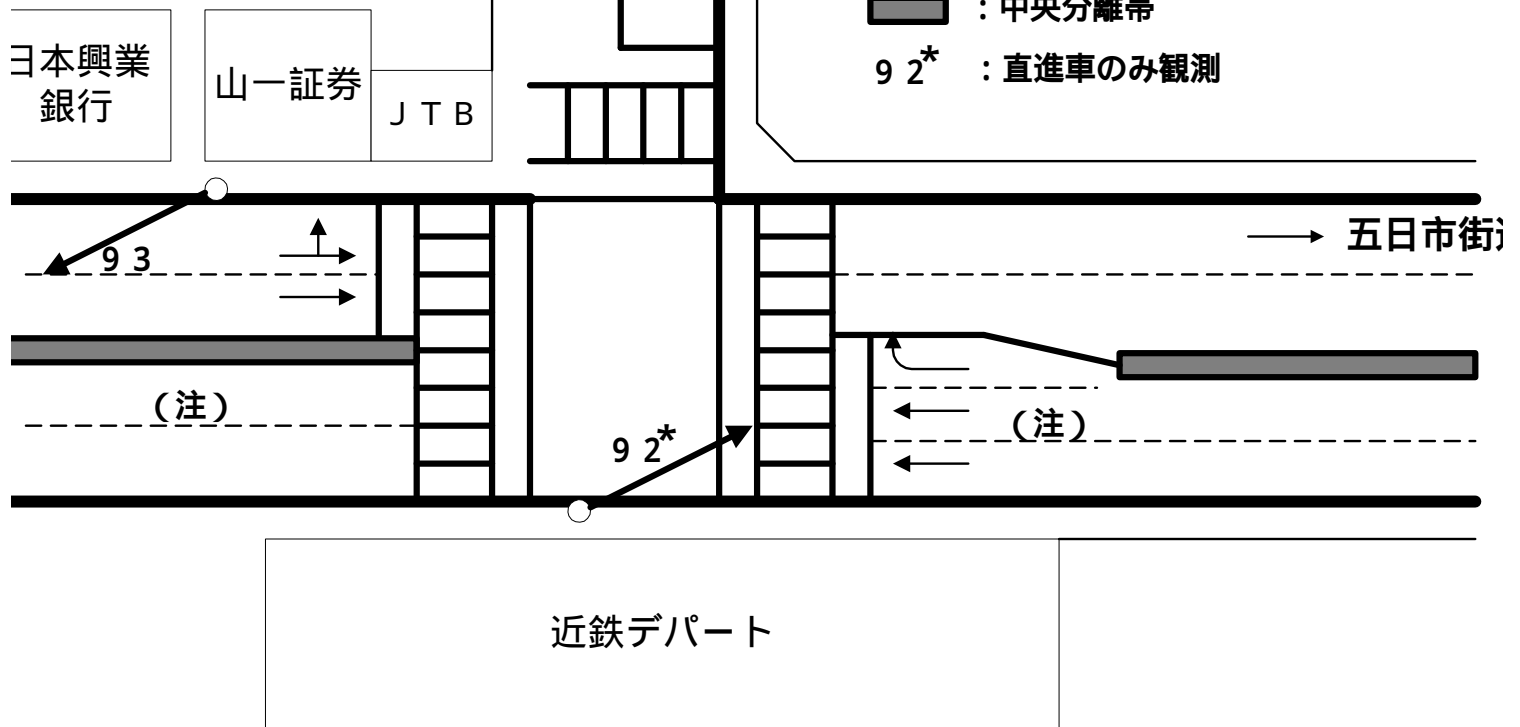 ：中央分離帯
日本興業
銀行
山一証券
ＪＴＢ
９２* ：直進車のみ観測
９３
五日市街
（注）
（注）
９２*
近鉄デパート